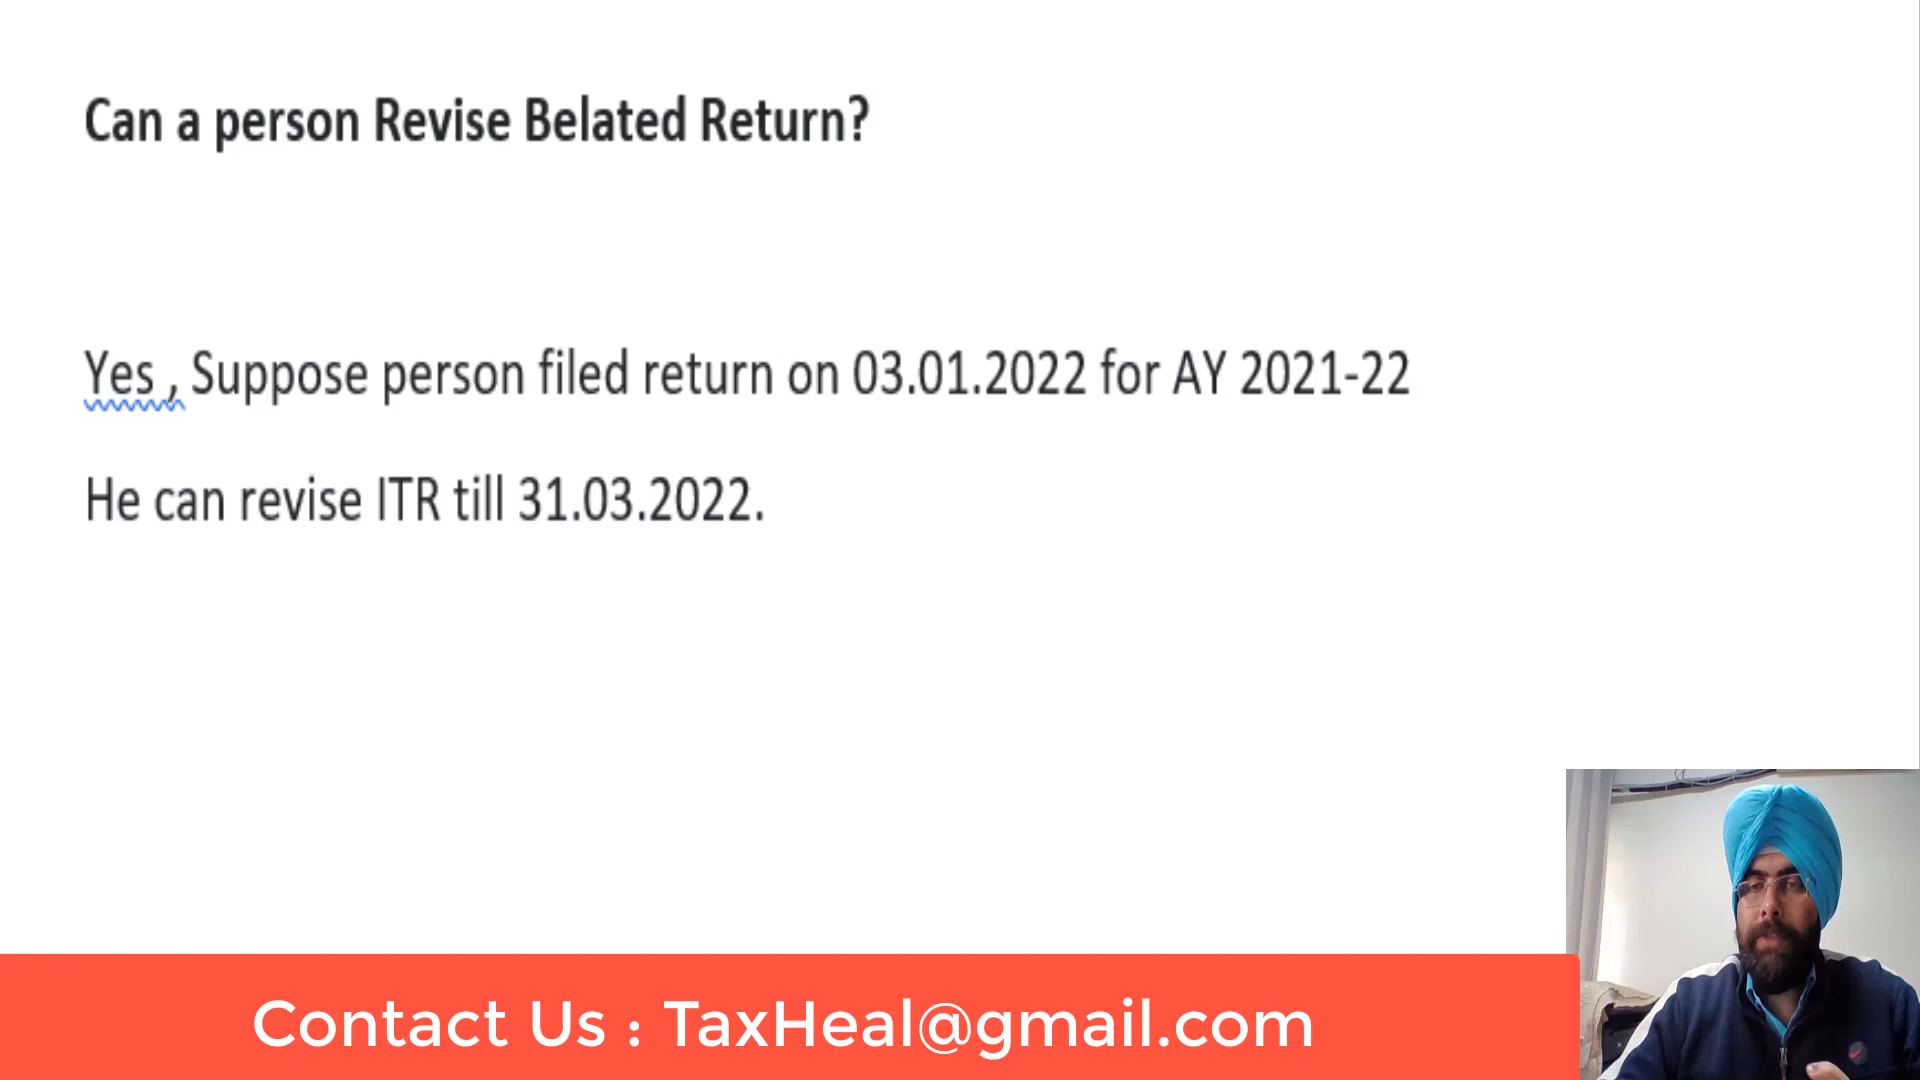 Can a person Revise Belated Return?
Yes , Suppose person filed return on 03.01.2022 for AY 2021-22
He can revise ITR till 31.03.2022.
Contact Us : TaxHeal@gmail.com